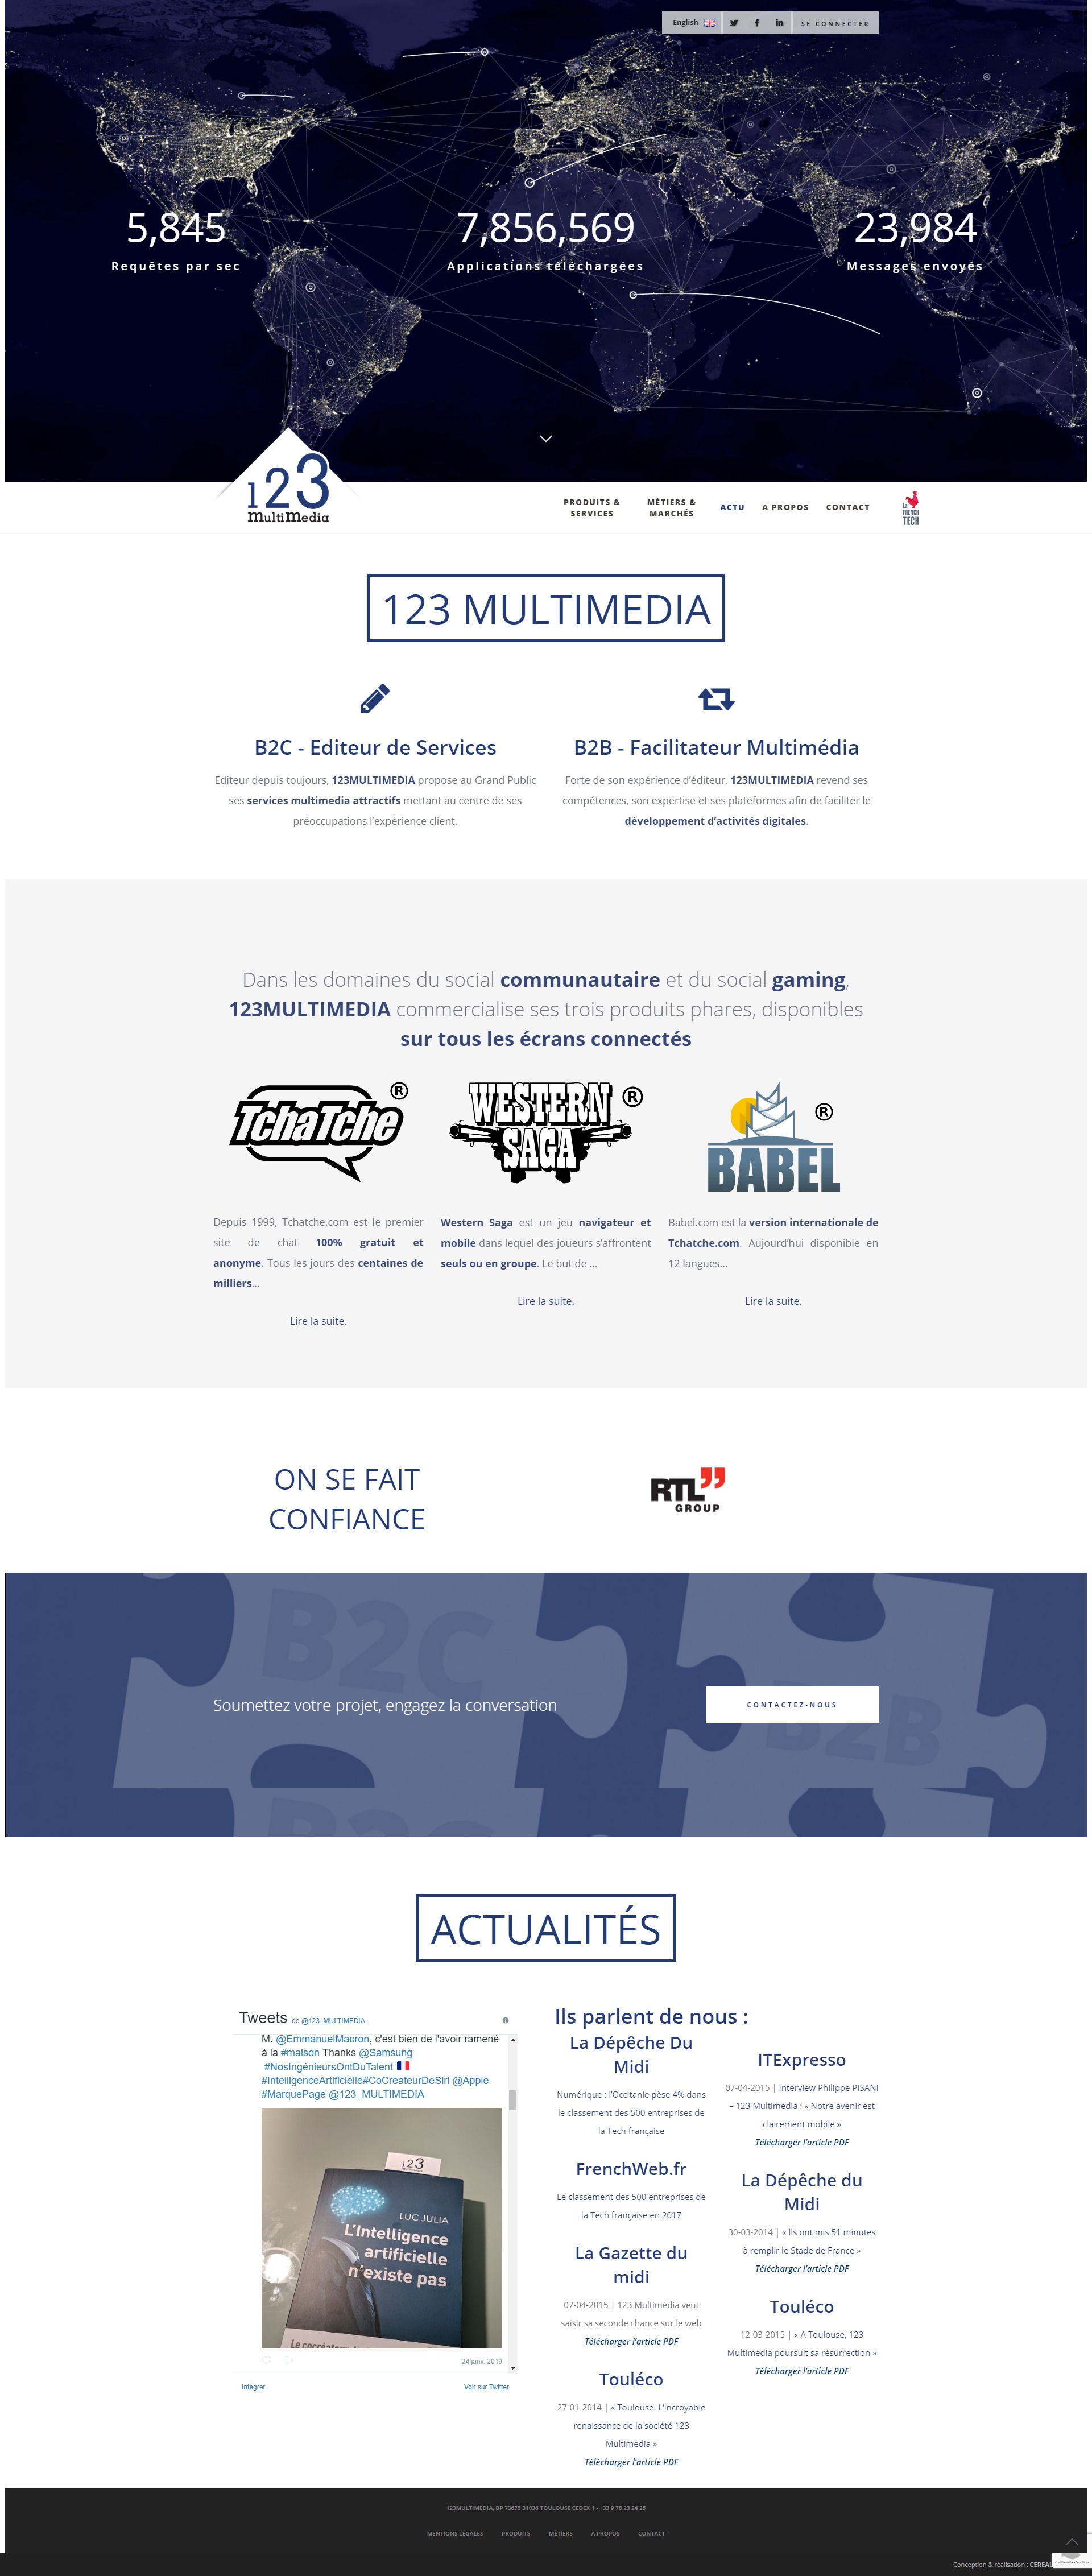 English
SE CONNECTER
5,845
7,856,569
23,984
Requêtes par sec
Applications téléchargées
Messages envoyés
123
MultiMedia
PRODUITS &
SERVICES
MÉTIERS &
MARCHÉS
ACTU
A PROPOS
CONTACT
LA
FRENCH
TECH
123 MULTIMEDIA
B2C - Editeur de Services
Editeur depuis toujours, 123MULTIMEDIA propose au Grand Public
ses services multimedia attractifs mettant au centre de ses
préoccupations l’expérience client.
B2B - Facilitateur Multimédia
Forte de son expérience d’éditeur, 123MULTIMEDIA revend ses
compétences, son expertise et ses plateformes afin de faciliter le
développement d’activités digitales.
Dans les domaines du social communautaire et du social gaming,
123MULTIMEDIA commercialise ses trois produits phares, disponibles
sur tous les écrans connectés
TchaTche ®
WESTERN
SAGA ®
BABEL ®
Depuis 1999, Tchatche.com est le premier
site de chat 100% gratuit et
anonyme. Tous les jours des centaines de
milliers…
Lire la suite.
Western Saga est un jeu navigateur et
mobile dans lequel des joueurs s’affrontent
seuls ou en groupe. Le but de …
Lire la suite.
Babel.com est la version internationale de
Tchatche.com. Aujourd’hui disponible en
12 langues…
Lire la suite.
ON SE FAIT
CONFIANCE
RTL
GROUP
B2C
Soumettez votre projet, engagez la conversation
CONTACTEZ-NOUS
B2B
B2C
ACTUALITÉS
Tweets de @123_MULTIMEDIA
M. @EmmanuelMacron, c'est bien de l'avoir ramené
à la #maison Thanks @Samsung
#NosIngénieursOntDuTalent
#IntelligenceArtificielle#CoCreateurDeSiri @Apple
#MarquePage @123_MULTIMEDIA
123
LUC JULIA
L'Intelligence
artificielle
n'existe pas
Le cocréateur
24 janv. 2019
Intégrer
Voir sur Twitter
Ils parlent de nous :
La Dépêche Du
Midi
Numérique : l’Occitanie pèse 4% dans
le classement des 500 entreprises de
la Tech française
FrenchWeb.fr
Le classement des 500 entreprises de
la Tech française en 2017
La Gazette du
midi
07-04-2015 | 123 Multimédia veut
saisir sa seconde chance sur le web
Télécharger l’article PDF
Touléco
27-01-2014 | « Toulouse. L’incroyable
renaissance de la société 123
Multimédia »
Télécharger l’article PDF
ITExpresso
07-04-2015 | Interview Philippe PISANI
– 123 Multimedia : « Notre avenir est
clairement mobile »
Télécharger l’article PDF
La Dépêche du
Midi
30-03-2014 | « Ils ont mis 51 minutes
à remplir le Stade de France »
Télécharger l’article PDF
Touléco
12-03-2015 | « A Toulouse, 123
Multimédia poursuit sa résurrection »
Télécharger l’article PDF
123MULTIMEDIA, BP 73675 31036 TOULOUSE CEDEX 1 - +33 9 78 23 24 25
MENTIONS LÉGALES
PRODUITS
MÉTIERS
A PROPOS
CONTACT
Conception & réalisation :